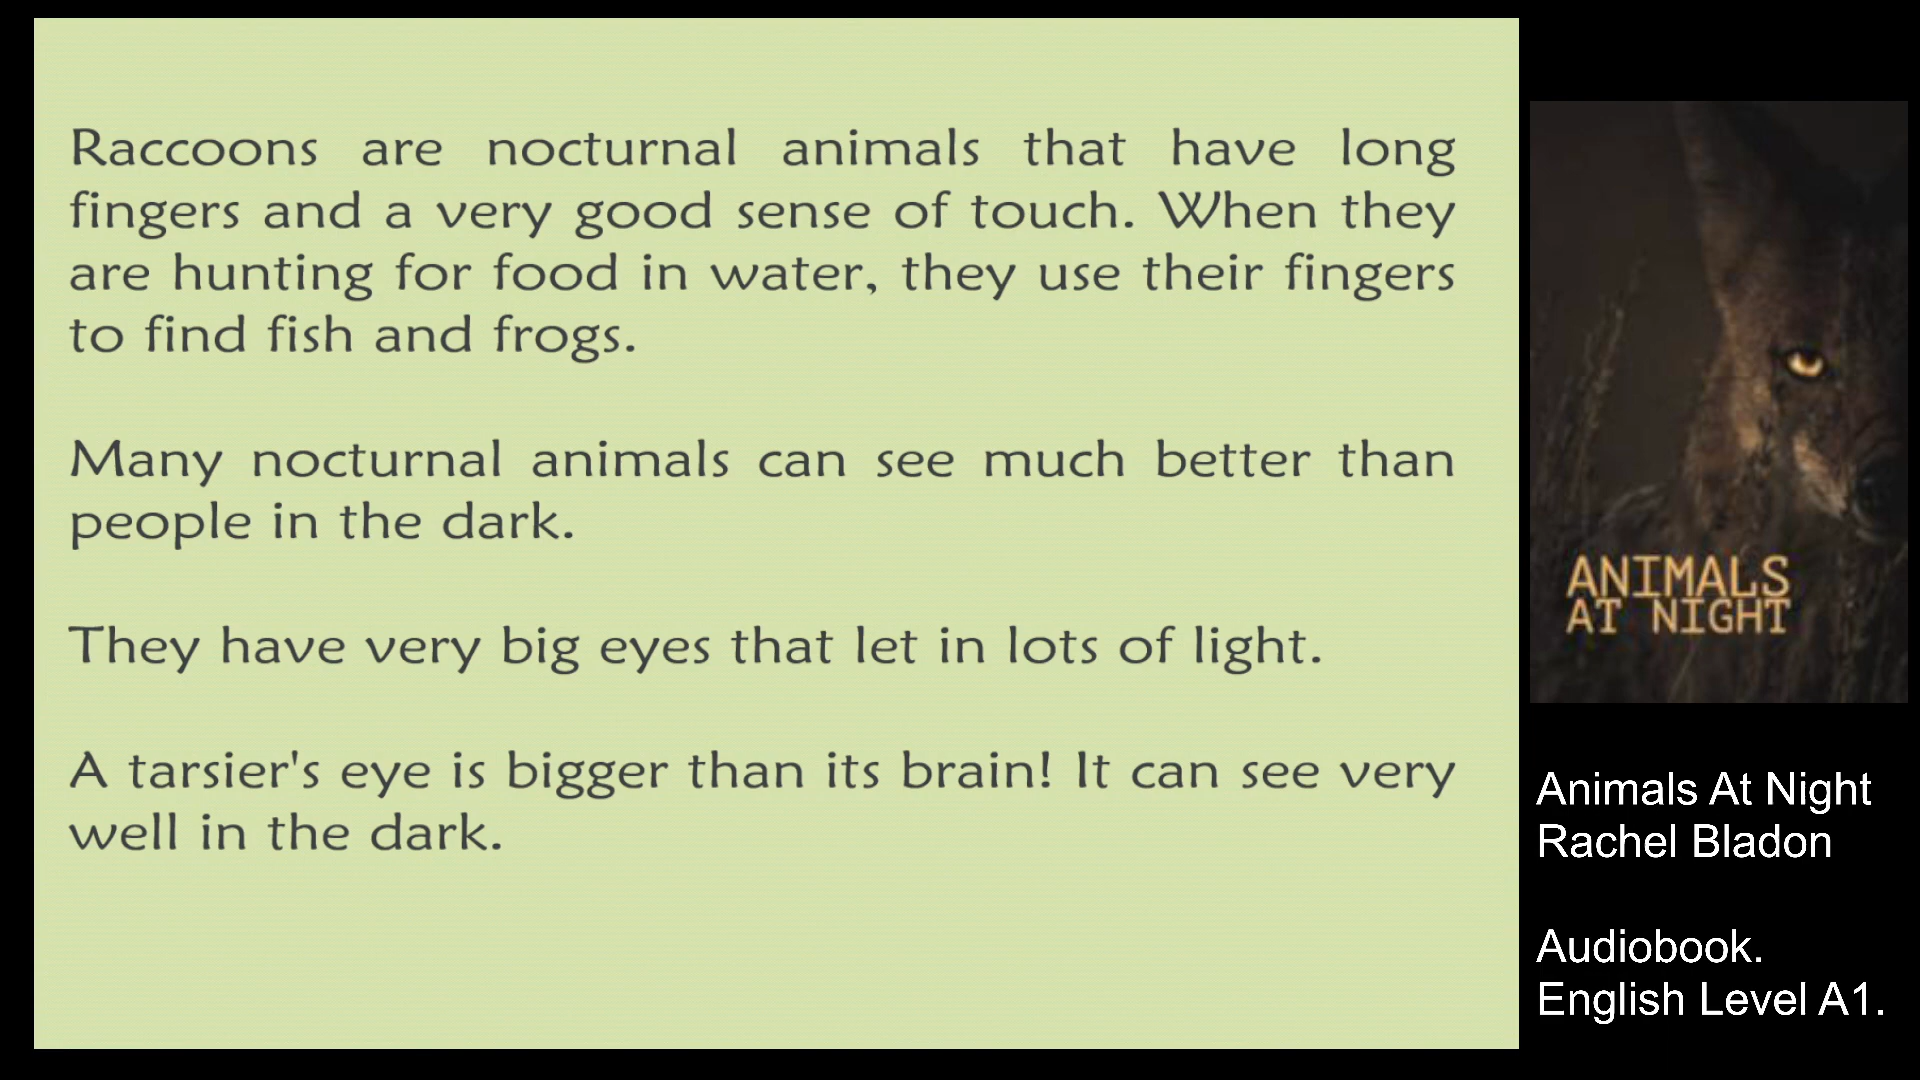 Raccoons are nocturnal animals that have long
fingers and a very good sense of touch. When they
are hunting for food in water, they use their fingers
to find fish and frogs.
Many nocturnal animals can see much better than
people in the dark.
They have very big eyes that let in lots of light.
A tarsier's eye is bigger than its brain! It can see very
well in the dark.
ANIMALS
AT NIGHT
Animals At Night
Rachel Bladon
Audiobook.
English Level A1.